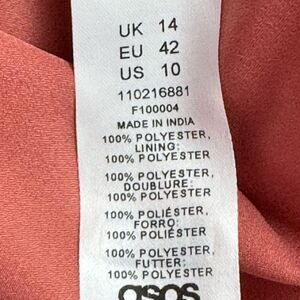 UK 14
EU 42
US 10
110216881
F100004
MADE IN INDIA
100% POLYESTER,
LINING:
100% POLYESTER
100% POLYESTER,
DOUBLURE:
100% POLYESTER
100% POLIÉSTER,
FORRO:
100% POLIÉSTER
100% POLYESTER,
FUTTER:
100% POLYESTER
asos